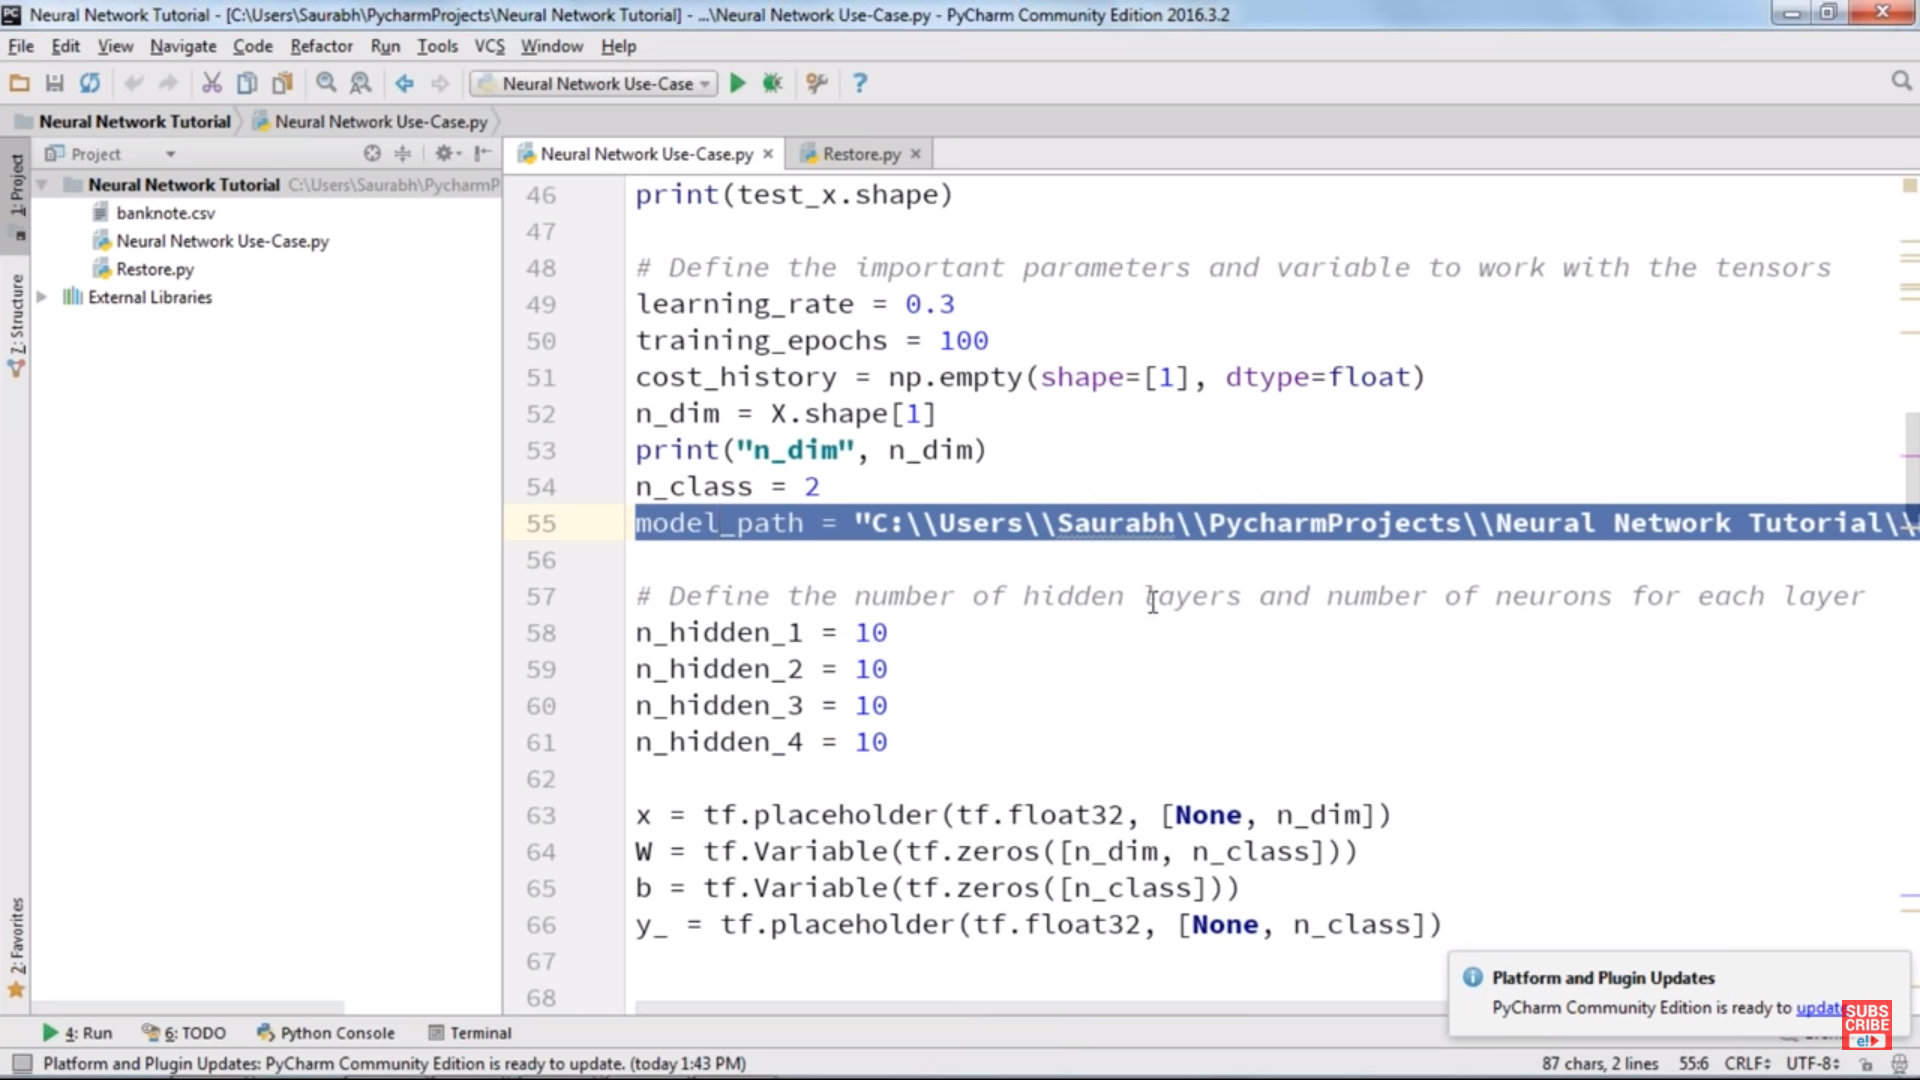 Neural Network Tutorial - [C:\Users\Saurabh\PycharmProjects\Neural Network Tutorial] - ...\Neural Network Use-Case.py - PyCharm Community Edition 2016.3.2
File Edit View Navigate Code Refactor Run Tools VCS Window Help
Neural Network Use-Case
Neural Network Tutorial Neural Network Use-Case.py
Project
Neural Network Use-Case.py Restore.py
1: Project
Neural Network Tutorial C:\Users\Saurabh\PycharmP
banknote.csv
Neural Network Use-Case.py
Restore.py
External Libraries
7: Structure
2: Favorites
46 print(test_x.shape)
47
48 # Define the important parameters and variable to work with the tensors
49 learning_rate = 0.3
50 training_epochs = 100
51 cost_history = np.empty(shape=[1], dtype=float)
52 n_dim = X.shape[1]
53 print("n_dim", n_dim)
54 n_class = 2
55 model_path = "C:\\Users\\Saurabh\\PycharmProjects\\Neural Network Tutorial\\
56
57 # Define the number of hidden layers and number of neurons for each layer
58 n_hidden_1 = 10
59 n_hidden_2 = 10
60 n_hidden_3 = 10
61 n_hidden_4 = 10
62
63 x = tf.placeholder(tf.float32, [None, n_dim])
64 W = tf.Variable(tf.zeros([n_dim, n_class]))
65 b = tf.Variable(tf.zeros([n_class]))
66 y_ = tf.placeholder(tf.float32, [None, n_class])
67
68
Platform and Plugin Updates
PyCharm Community Edition is ready to update
SUBS
CRIBE
e!
4: Run 6: TODO Python Console Terminal
Platform and Plugin Updates: PyCharm Community Edition is ready to update. (today 1:43 PM) 87 chars, 2 lines 55:6 CRLF UTF-8